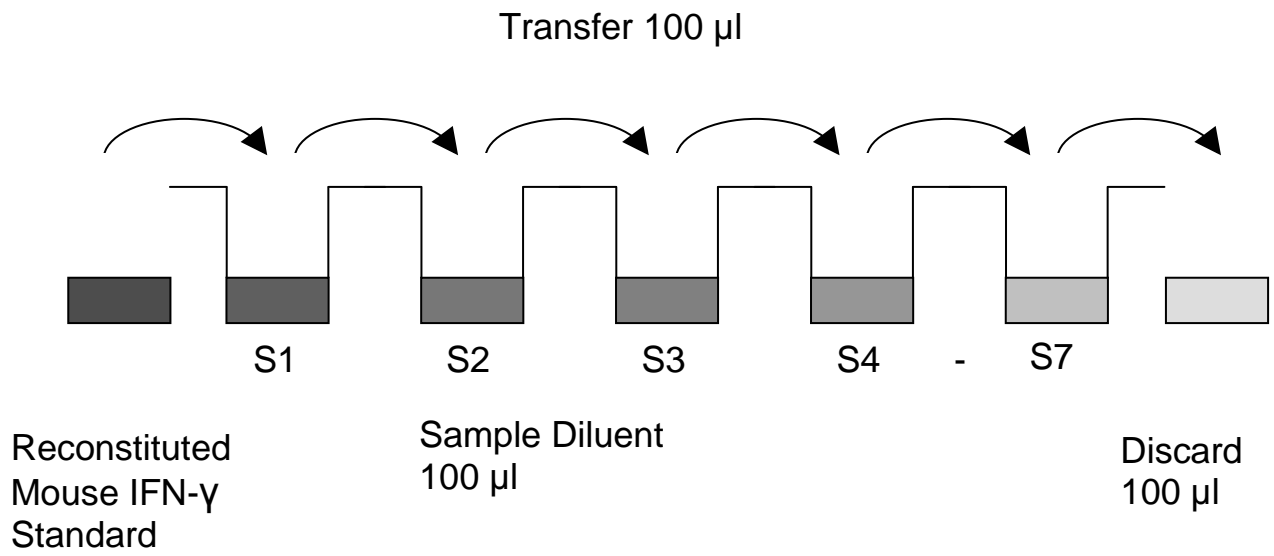 Transfer 100 µl
S1 S2 S3 S4 - S7
Reconstituted
Mouse IFN-γ
Standard
Sample Diluent
100 µl
Discard
100 µl